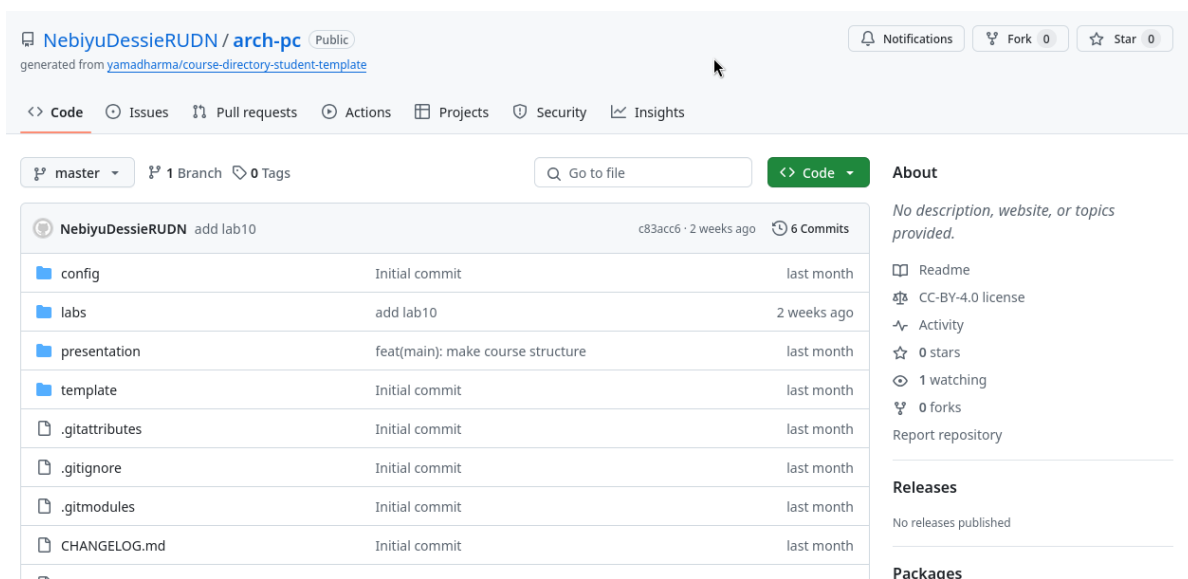 NebiyuDessieRUDN / arch-pc Public
Notifications Fork 0 Star 0
generated from yamadharma/course-directory-student-template
Code Issues Pull requests Actions Projects Security Insights
master 1 Branch 0 Tags Go to file Code
NebiyuDessieRUDN add lab10 c83acc6 · 2 weeks ago 6 Commits
config Initial commit last month
labs add lab10 2 weeks ago
presentation feat(main): make course structure last month
template Initial commit last month
.gitattributes Initial commit last month
.gitignore Initial commit last month
.gitmodules Initial commit last month
CHANGELOG.md Initial commit last month
About
No description, website, or topics
provided.
Readme
CC-BY-4.0 license
Activity
0 stars
1 watching
0 forks
Report repository
Releases
No releases published
Packages